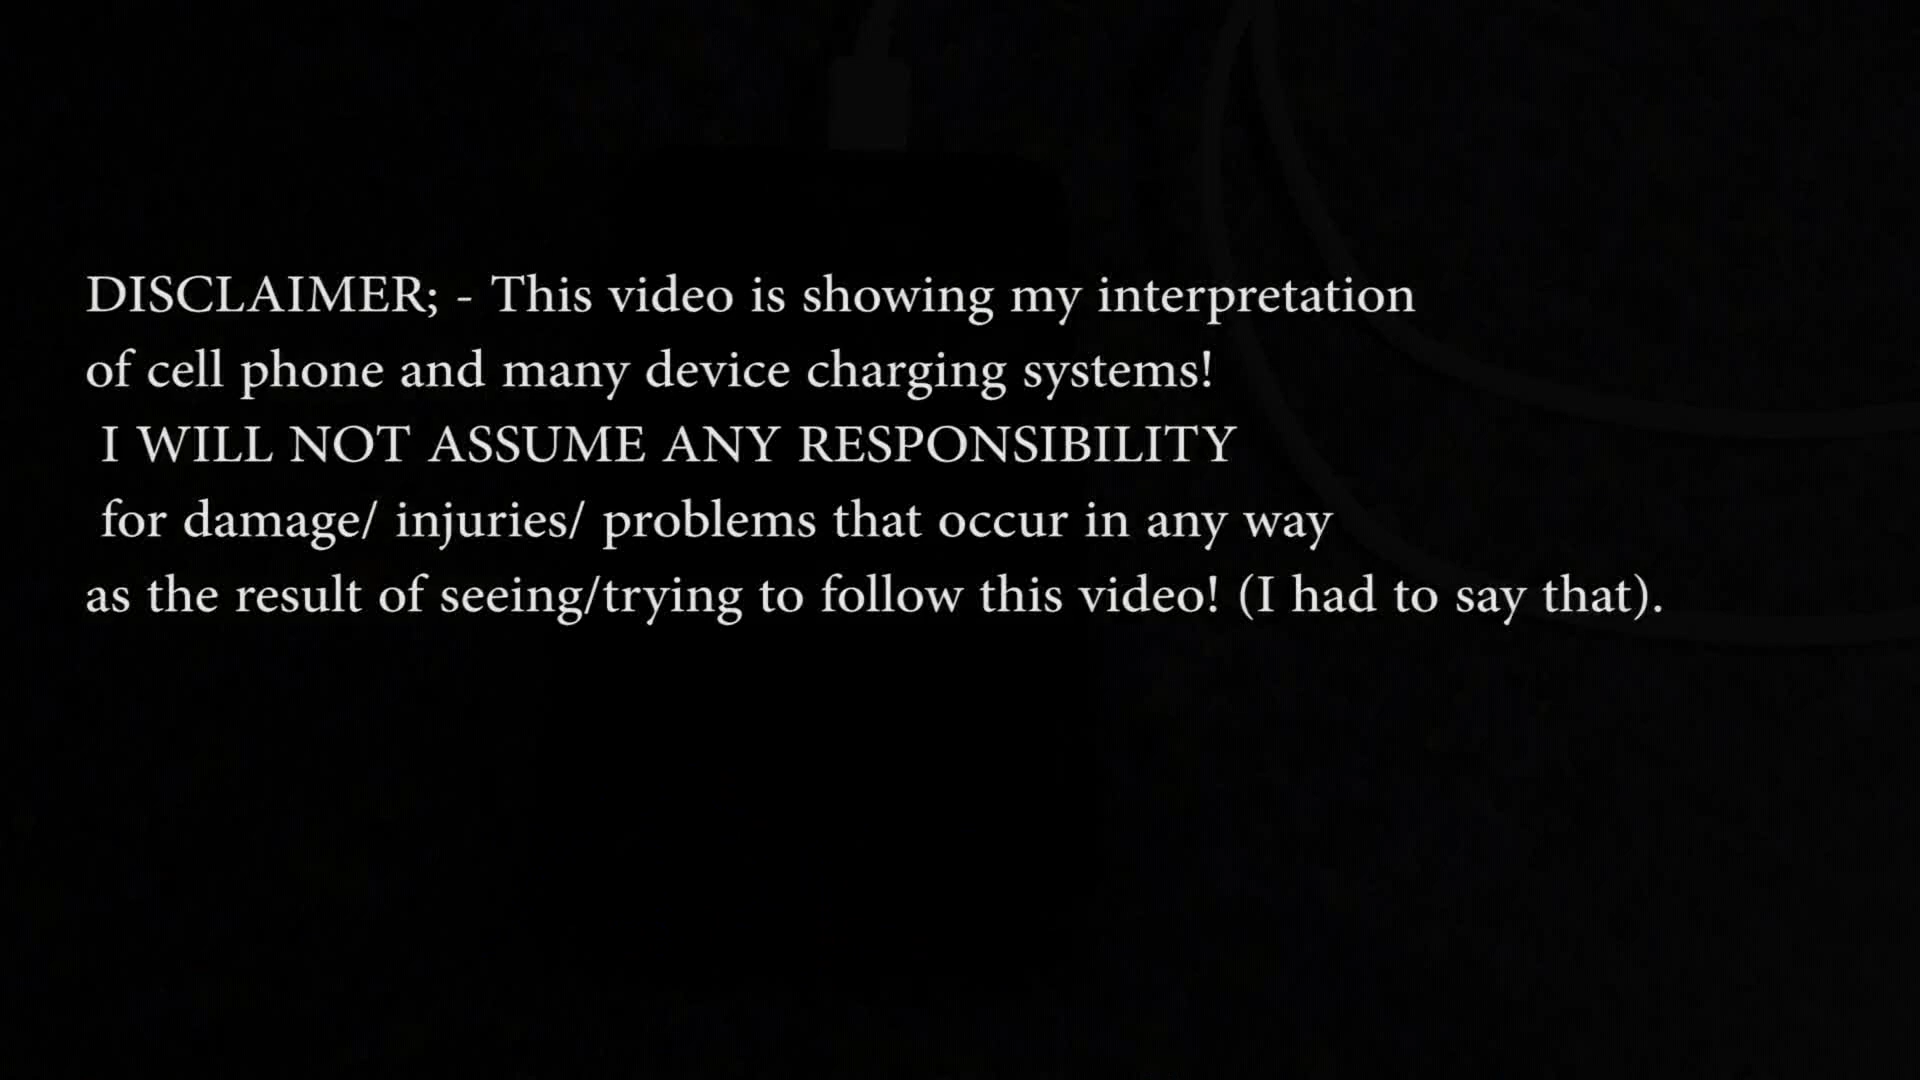 DISCLAIMER; - This video is showing my interpretation
of cell phone and many device charging systems!
I WILL NOT ASSUME ANY RESPONSIBILITY
for damage/ injuries/ problems that occur in any way
as the result of seeing/trying to follow this video! (I had to say that).